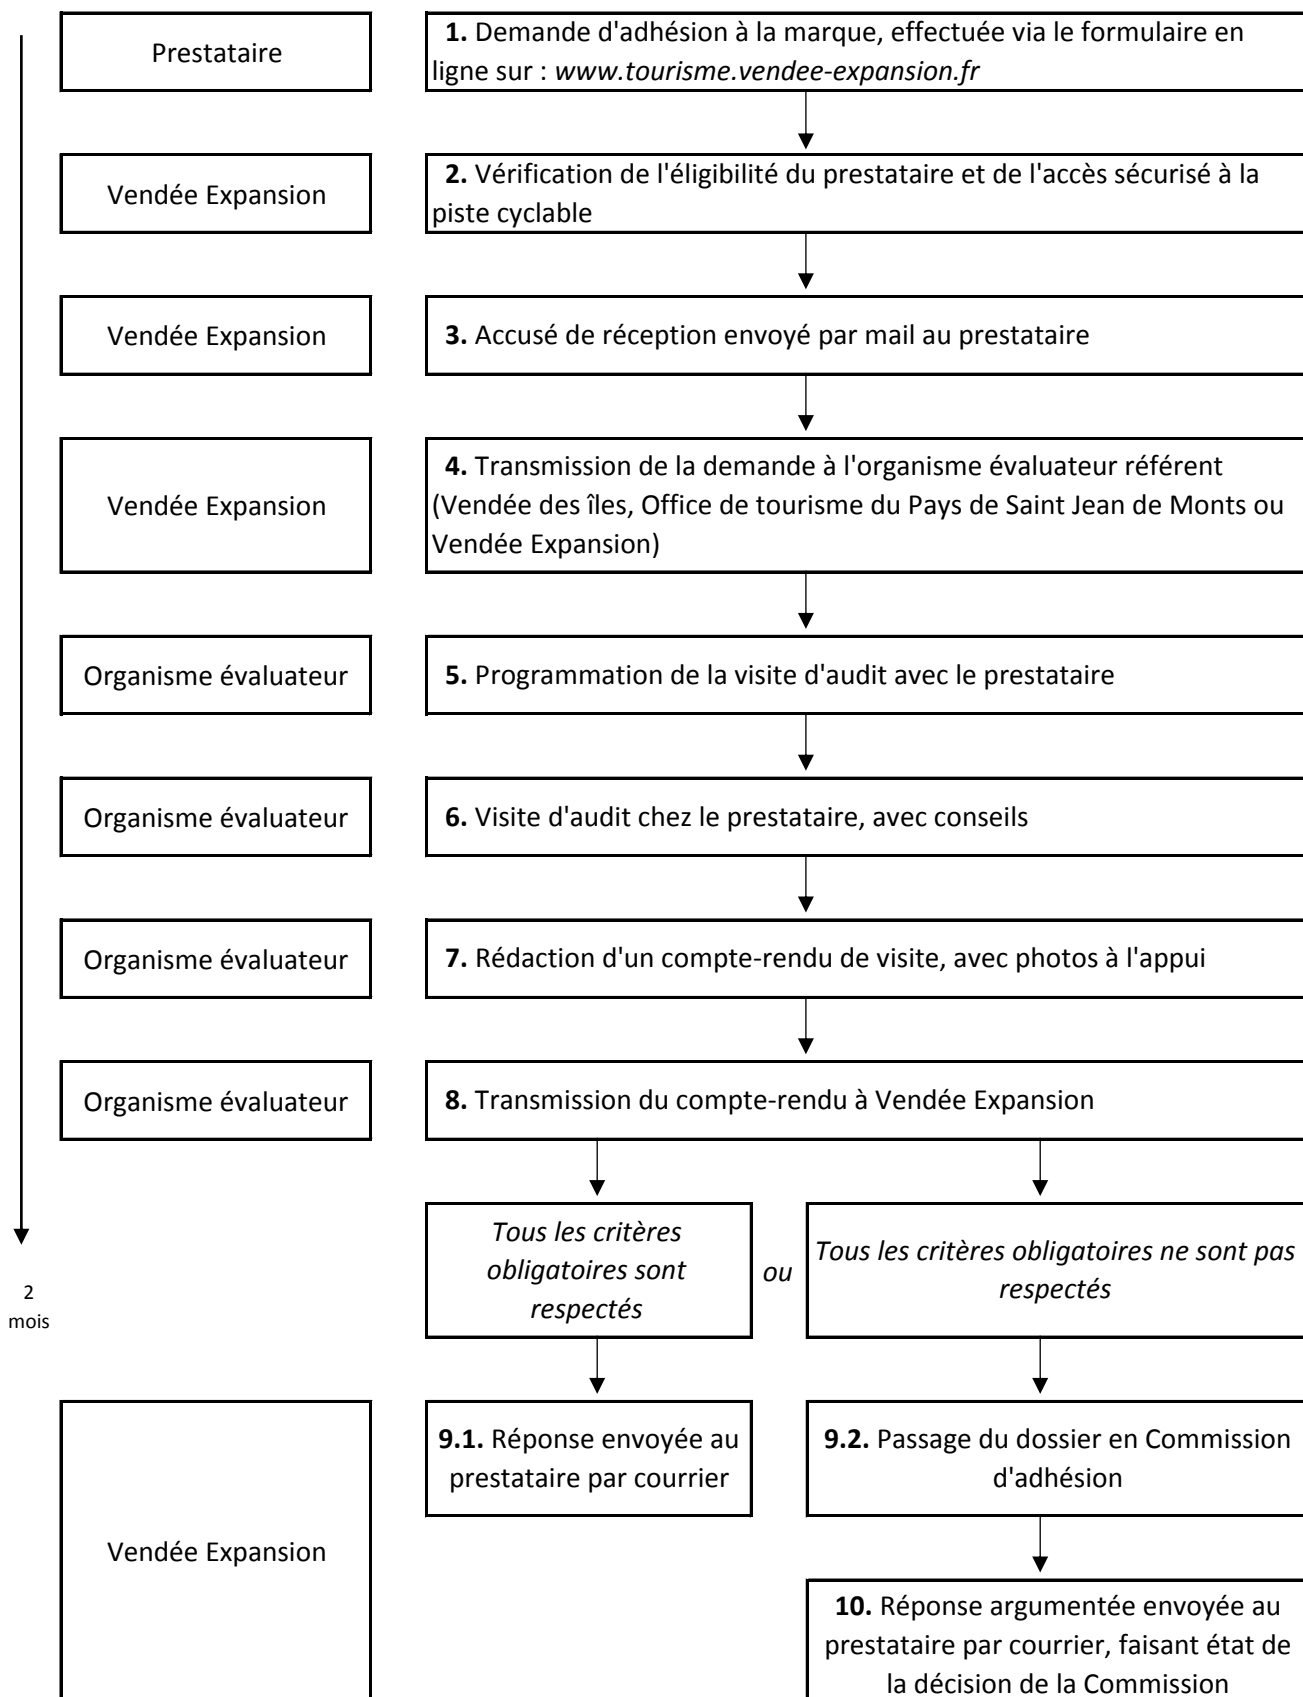 Prestataire
1. Demande d'adhésion à la marque, effectuée via le formulaire en
ligne sur : www.tourisme.vendee-expansion.fr
Vendée Expansion
2. Vérification de l'éligibilité du prestataire et de l'accès sécurisé à la
piste cyclable
Vendée Expansion
3. Accusé de réception envoyé par mail au prestataire
Vendée Expansion
4. Transmission de la demande à l'organisme évaluateur référent
(Vendée des îles, Office de tourisme du Pays de Saint Jean de Monts ou
Vendée Expansion)
Organisme évaluateur
5. Programmation de la visite d'audit avec le prestataire
Organisme évaluateur
6. Visite d'audit chez le prestataire, avec conseils
Organisme évaluateur
7. Rédaction d'un compte-rendu de visite, avec photos à l'appui
Organisme évaluateur
8. Transmission du compte-rendu à Vendée Expansion
2
mois
Tous les critères
obligatoires sont
respectés
ou
Tous les critères obligatoires ne sont pas
respectés
Vendée Expansion
9.1. Réponse envoyée au
prestataire par courrier
9.2. Passage du dossier en Commission
d'adhésion
10. Réponse argumentée envoyée au
prestataire par courrier, faisant état de
la décision de la Commission